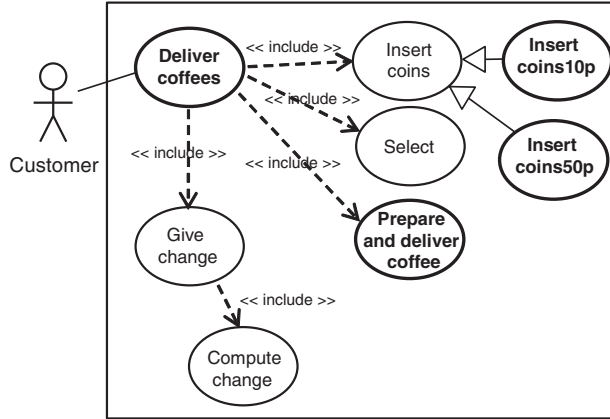 Deliver
coffees
<< include >>
Insert
coins
Insert
coins10p
<< include >>
Select
Insert
coins50p
Customer
<< include >>
<< include >>
Give
change
Prepare
and deliver
coffee
<< include >>
Compute
change